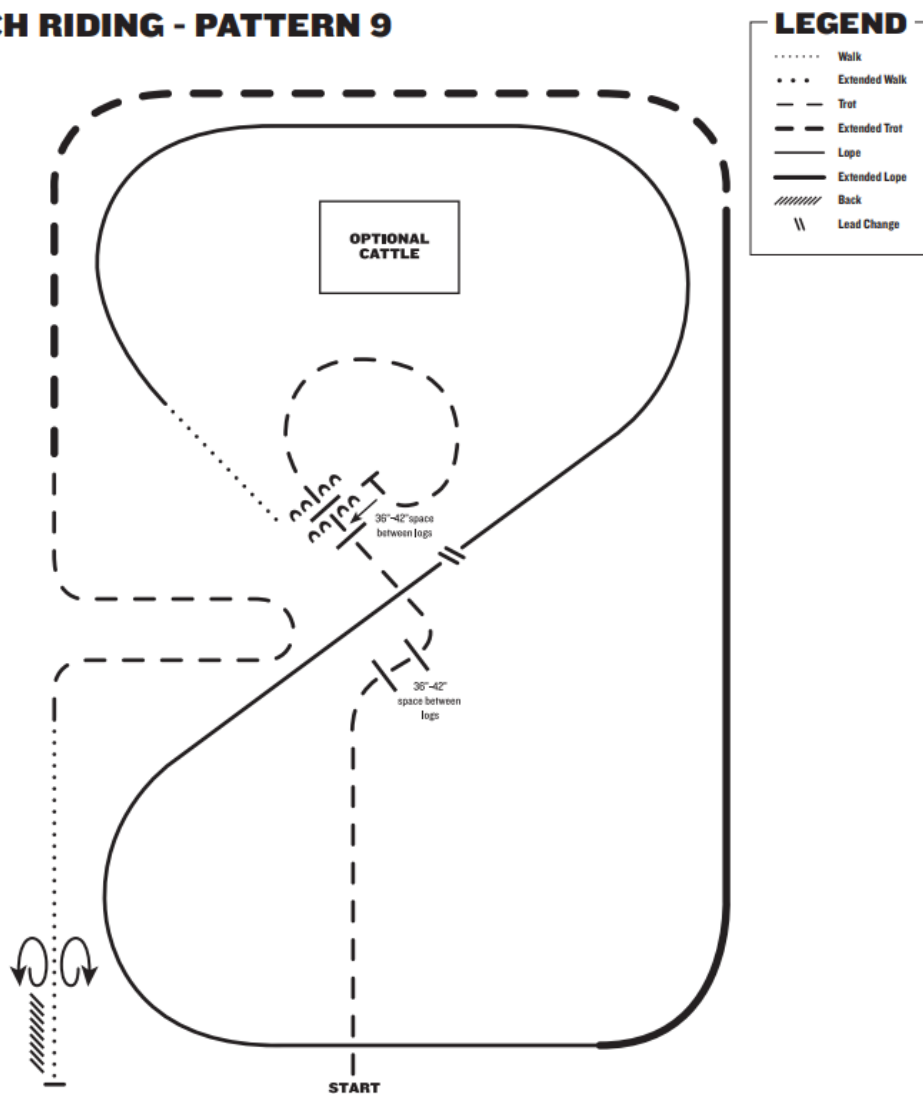 CH RIDING - PATTERN 9
LEGEND
Walk
Extended Walk
Trot
Extended Trot
Lope
Extended Lope
Back
Lead Change
OPTIONAL
CATTLE
36"-42"space
between logs
36"-42"
space between
logs
START